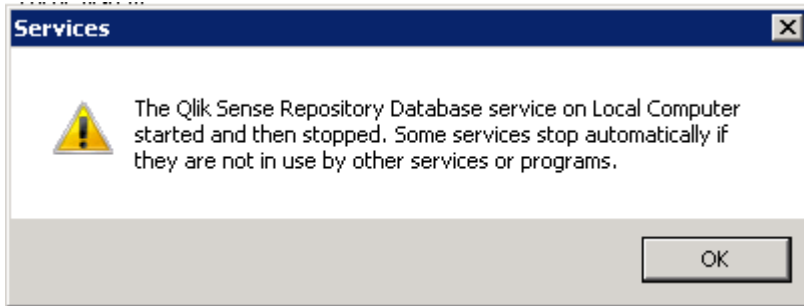 Services
The Qlik Sense Repository Database service on Local Computer
started and then stopped. Some services stop automatically if
they are not in use by other services or programs.
OK